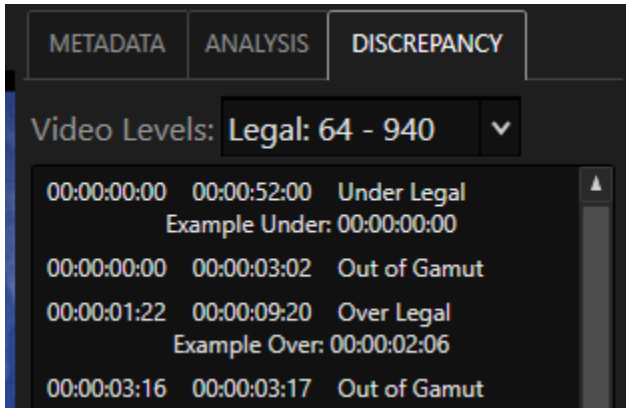 METADATA ANALYSIS DISCREPANCY
Video Levels: Legal: 64 - 940
00:00:00:00 00:00:52:00 Under Legal
Example Under: 00:00:00:00
00:00:00:00 00:00:03:02 Out of Gamut
00:00:01:22 00:00:09:20 Over Legal
Example Over: 00:00:02:06
00:00:03:16 00:00:03:17 Out of Gamut